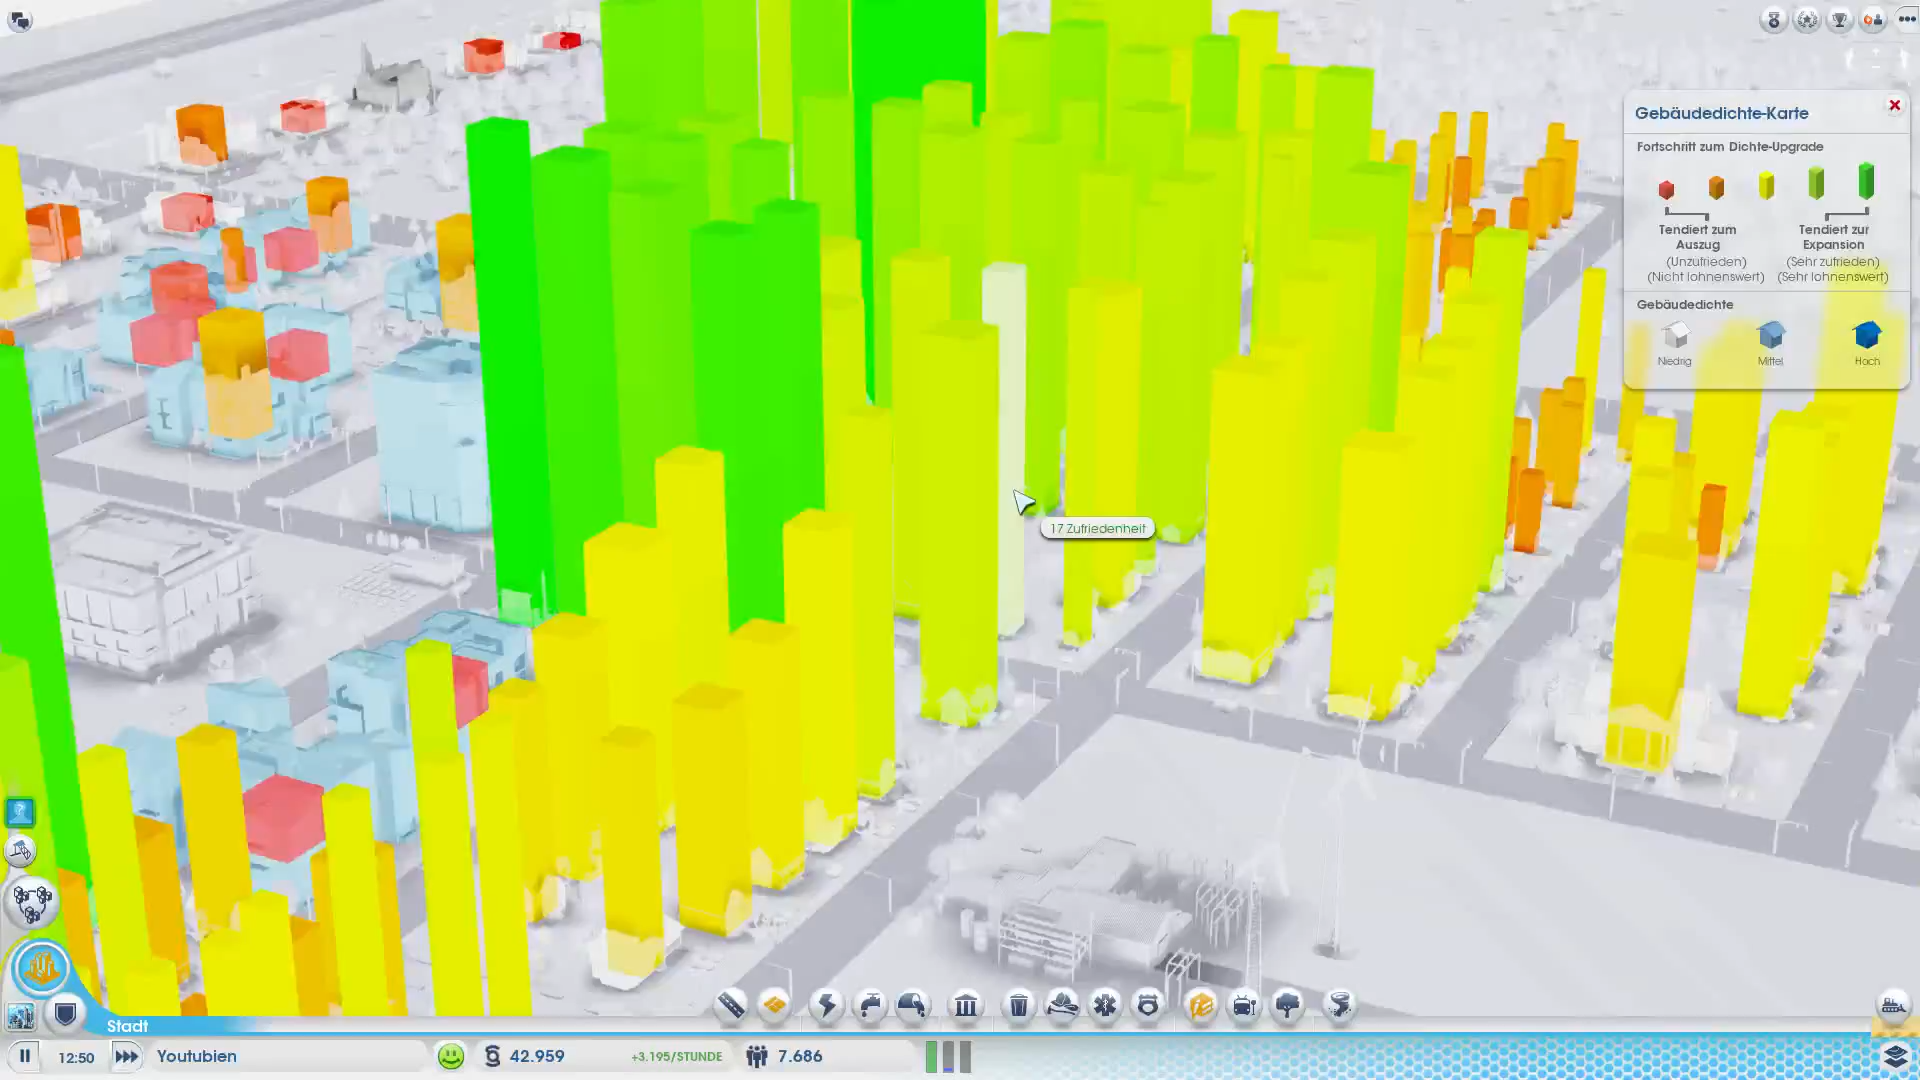 Gebäudedichte-Karte
Fortschritt zum Dichte-Upgrade
Tendiert zum
Auszug
(Unzufrieden)
(Nicht lohnenswert)
Tendiert zur
Expansion
(Sehr zufrieden)
(Sehr lohnenswert)
Gebäudedichte
Niedrig
Mittel
Hoch
17 Zufriedenheit
Stadt
12:50
Youtubien
42.959
+3.195/STUNDE
7.686